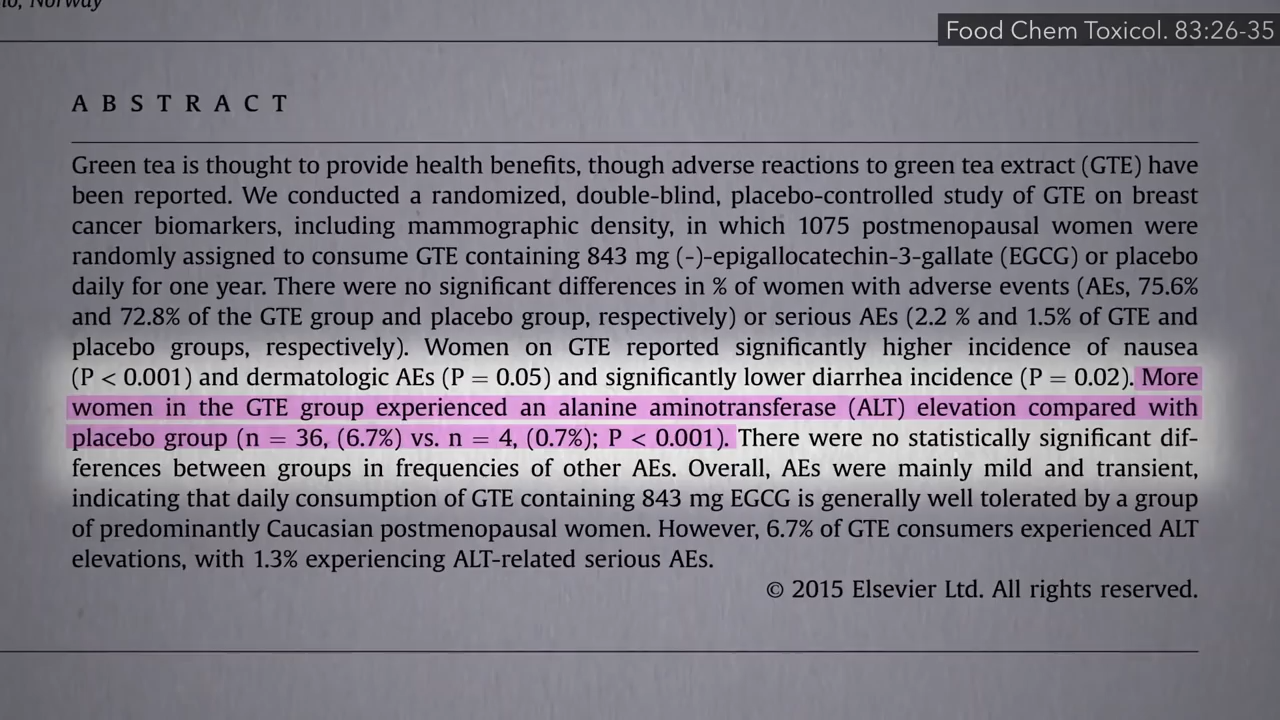 Norway
Food Chem Toxicol. 83:26-35
A B S T R A C T
Green tea is thought to provide health benefits, though adverse reactions to green tea extract (GTE) have
been reported. We conducted a randomized, double-blind, placebo-controlled study of GTE on breast
cancer biomarkers, including mammographic density, in which 1075 postmenopausal women were
randomly assigned to consume GTE containing 843 mg (-)-epigallocatechin-3-gallate (EGCG) or placebo
daily for one year. There were no significant differences in % of women with adverse events (AEs, 75.6%
and 72.8% of the GTE group and placebo group, respectively) or serious AEs (2.2 % and 1.5% of GTE and
placebo groups, respectively). Women on GTE reported significantly higher incidence of nausea
(P < 0.001) and dermatologic AEs (P = 0.05) and significantly lower diarrhea incidence (P = 0.02). More
women in the GTE group experienced an alanine aminotransferase (ALT) elevation compared with
placebo group (n = 36, (6.7%) vs. n = 4, (0.7%); P < 0.001). There were no statistically significant dif-
ferences between groups in frequencies of other AEs. Overall, AEs were mainly mild and transient,
indicating that daily consumption of GTE containing 843 mg EGCG is generally well tolerated by a group
of predominantly Caucasian postmenopausal women. However, 6.7% of GTE consumers experienced ALT
elevations, with 1.3% experiencing ALT-related serious AEs.
© 2015 Elsevier Ltd. All rights reserved.